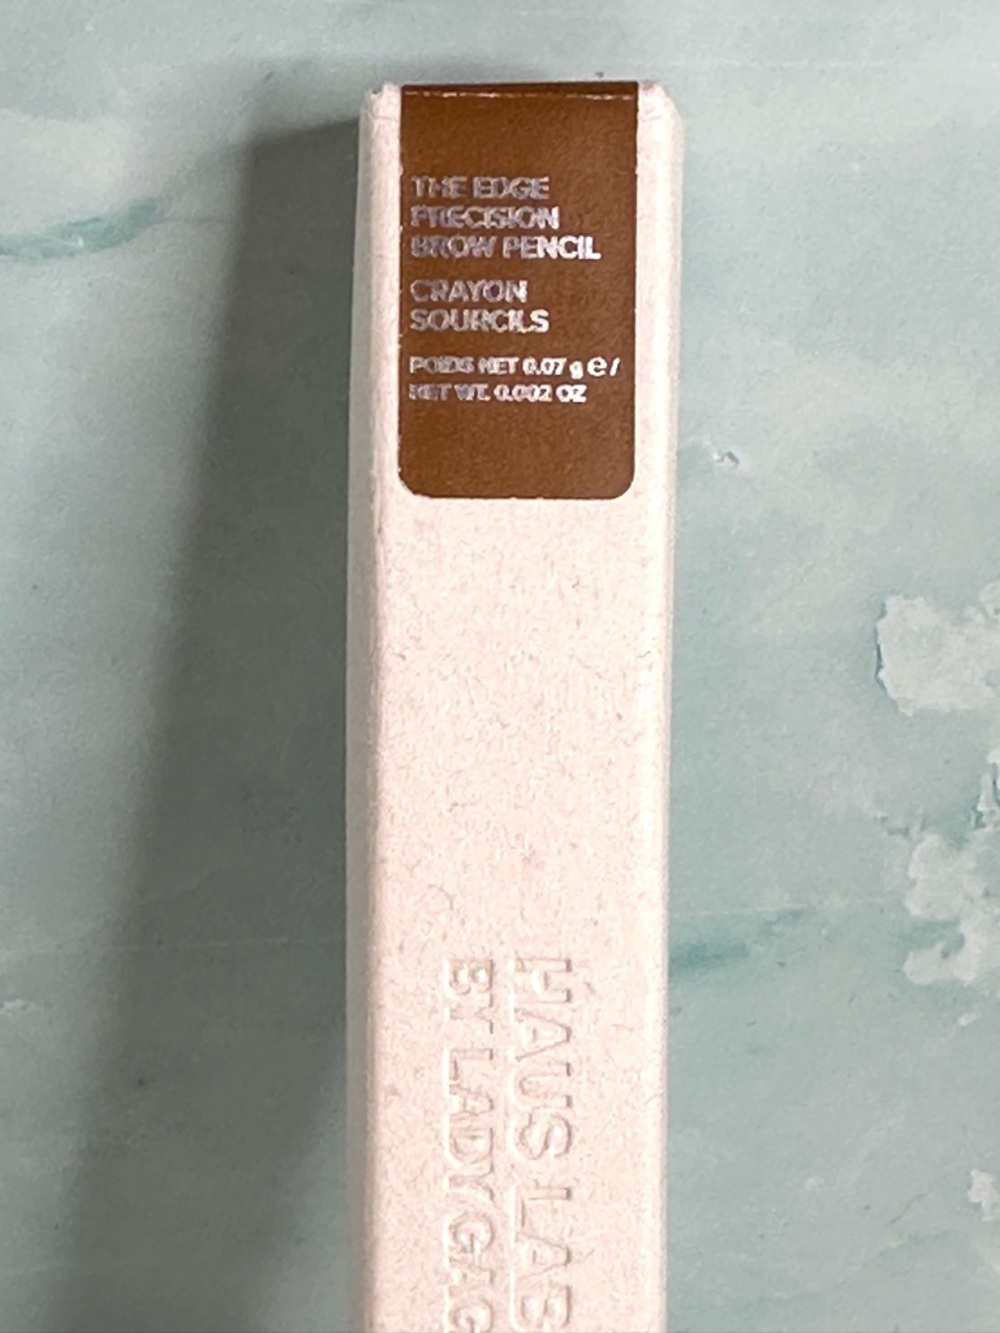 THE EDGE
PRECISION
BROW PENCIL
CRAYON
SOURCILS
POIDS NET 0.07 g e /
NET WT. 0.002 OZ
HAUS LAB
BY LADY GAG